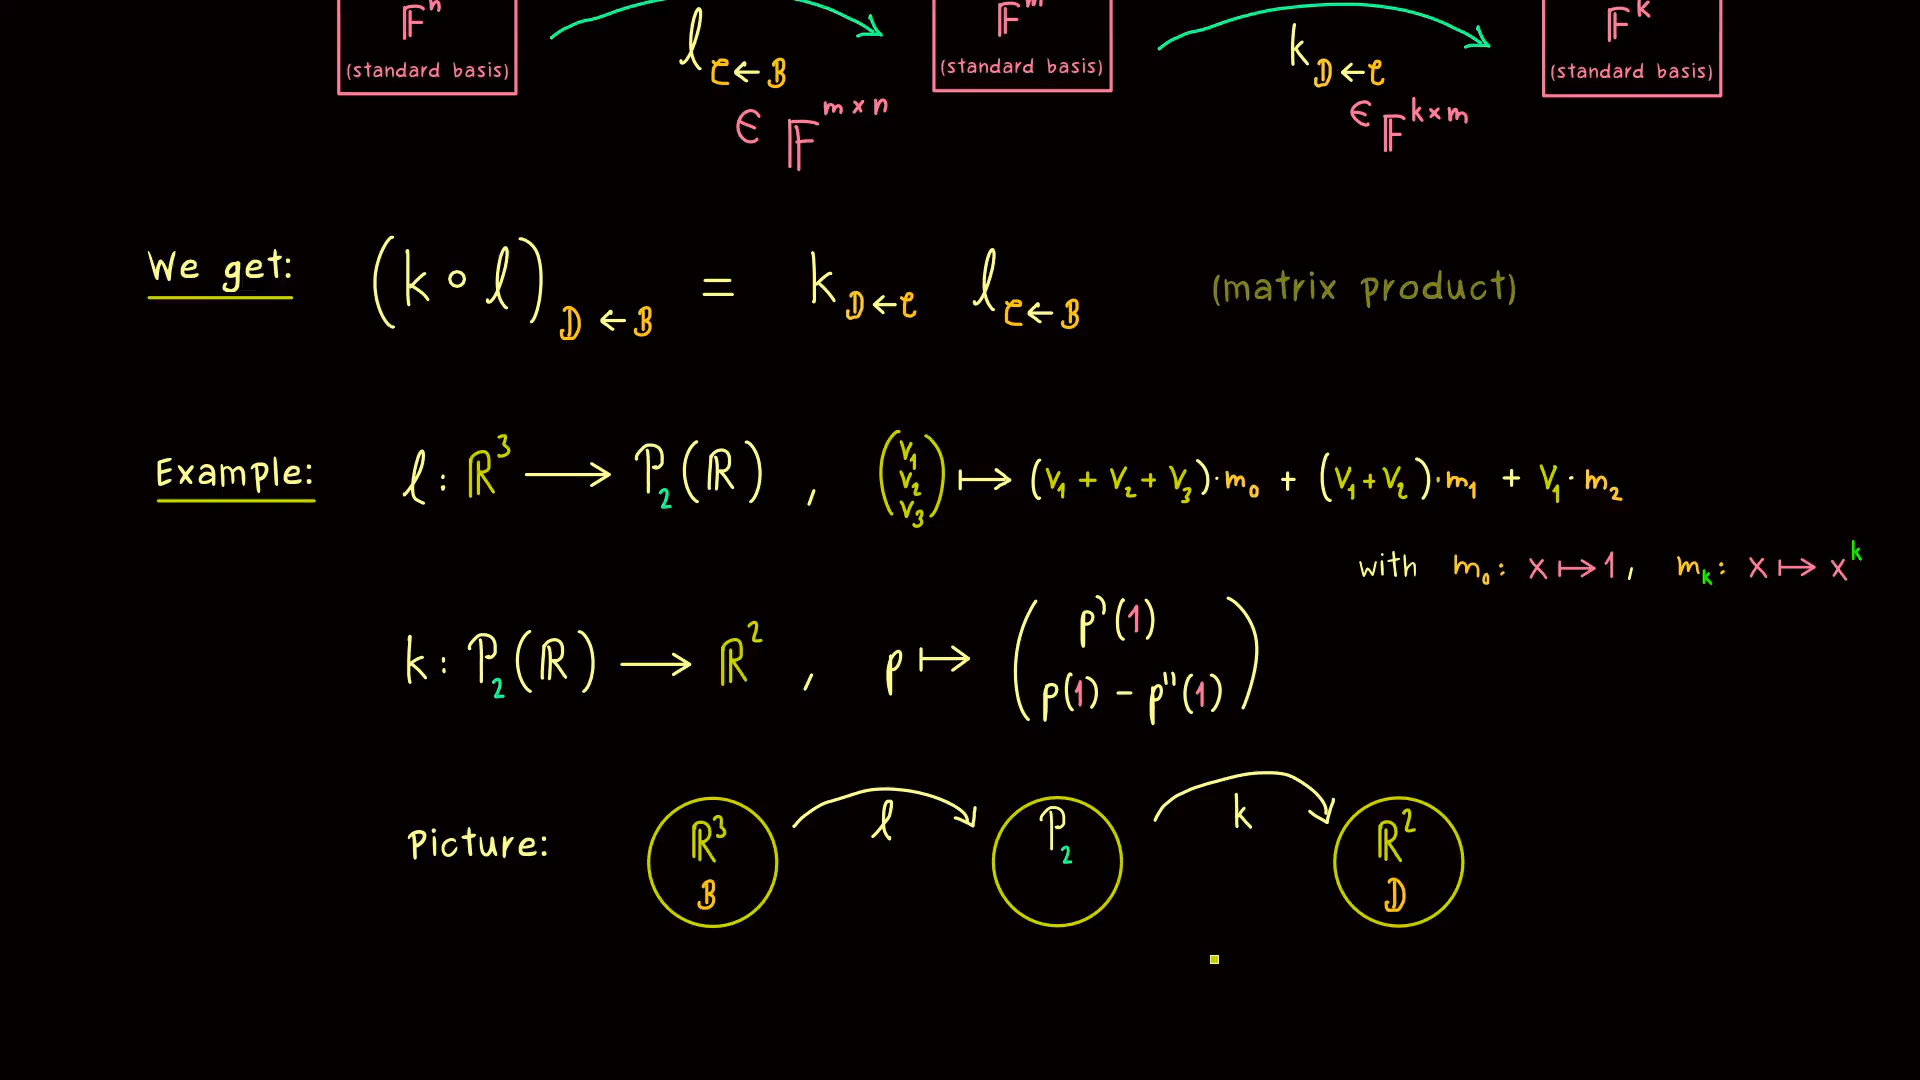 𝔽ⁿ 𝔽ᵐ 𝔽ᵏ
(standard basis) ℓ_{C←B} (standard basis) k_{D←C} (standard basis)
∈ 𝔽^{m×n} ∈ 𝔽^{k×m}
We get: (k ∘ ℓ)_{D←B} = k_{D←C} ℓ_{C←B} (matrix product)
Example: ℓ : ℝ³ ⟶ P₂(ℝ) , (v₁ v₂ v₃) ↦ (v₁ + v₂ + v₃)·m₀ + (v₁+v₂)·m₁ + v₁·m₂
with m₀: x ↦ 1, m_k: x ↦ x^k
k : P₂(ℝ) ⟶ ℝ² , p ↦ (p'(1)
p(1) – p''(1))
ℓ k
Picture: ℝ³ P₂ ℝ²
B D